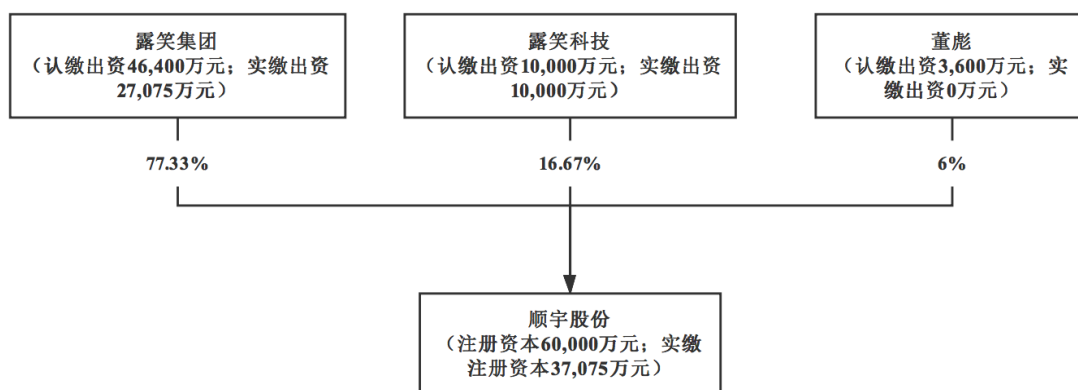 露笑集团
（认缴出资46,400万元；实缴出资
27,075万元）
露笑科技
（认缴出资10,000万元；实缴出资
10,000万元）
董彪
（认缴出资3,600万元；实
缴出资0万元）
77.33%
16.67%
6%
顺宇股份
（注册资本60,000万元；实缴
注册资本37,075万元）